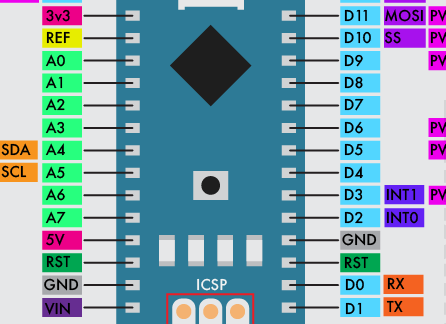 3v3 D11 MOSI
REF D10 SS
A0 D9
A1 D8
A2 D7
A3 D6
SDA A4 D5
SCL A5 D4
A6 D3 INT1
A7 D2 INT0
5V GND
RST RST
GND ICSP D0 RX
VIN D1 TX